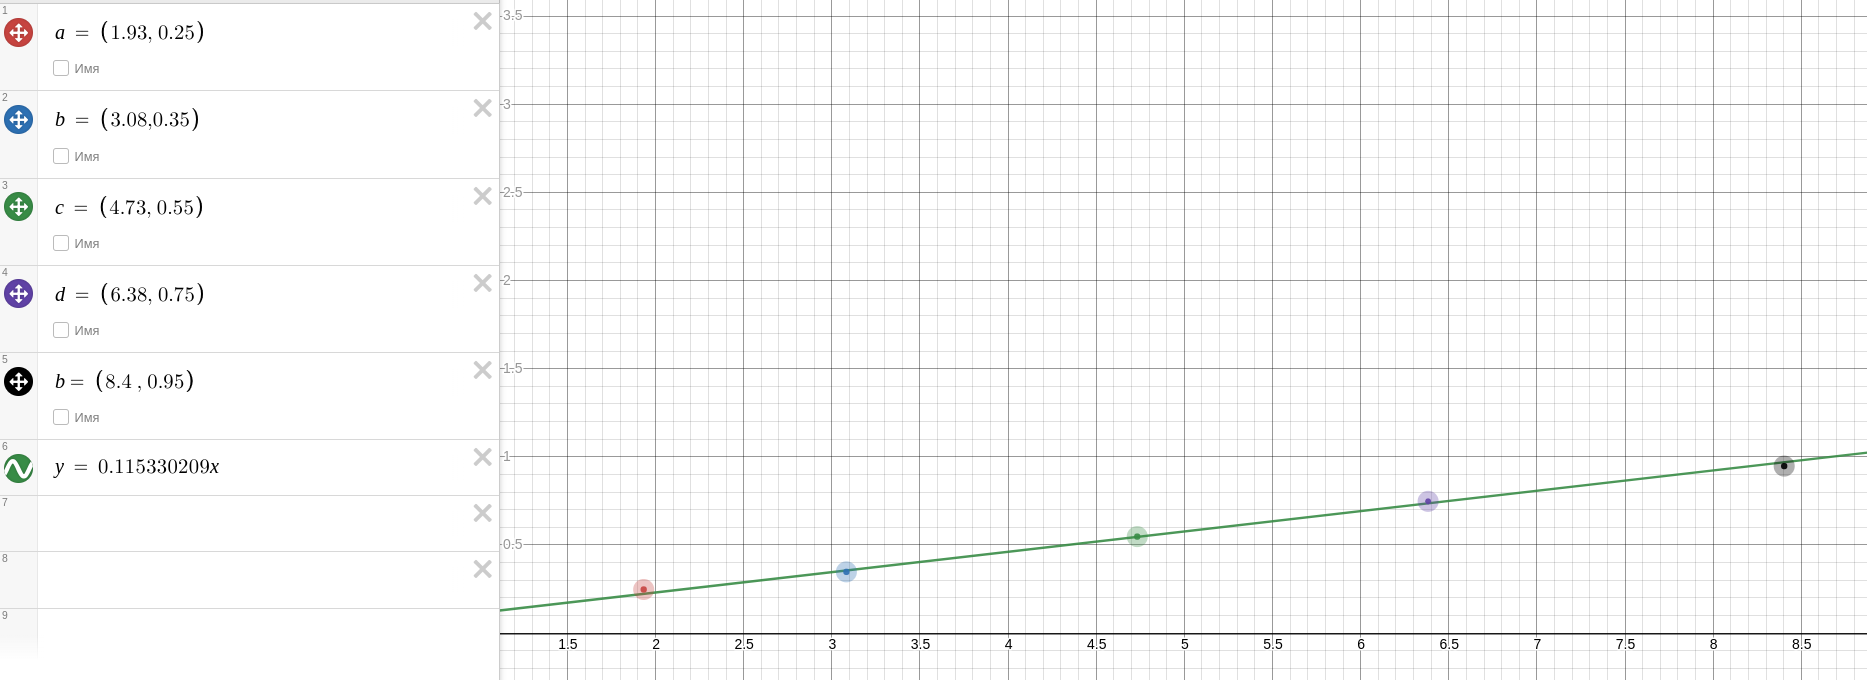 1
a = (1.93, 0.25)
Имя
2
b = (3.08,0.35)
Имя
3
c = (4.73, 0.55)
Имя
4
d = (6.38, 0.75)
Имя
5
b = (8.4 , 0.95)
Имя
6
y = 0.115330209x
7
8
9
3.5
3
2.5
2
1.5
1
0.5
1.5 2 2.5 3 3.5 4 4.5 5 5.5 6 6.5 7 7.5 8 8.5